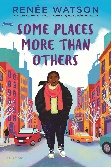 RENÉE WATSON
SOME PLACES
MORE THAN
OTHERS